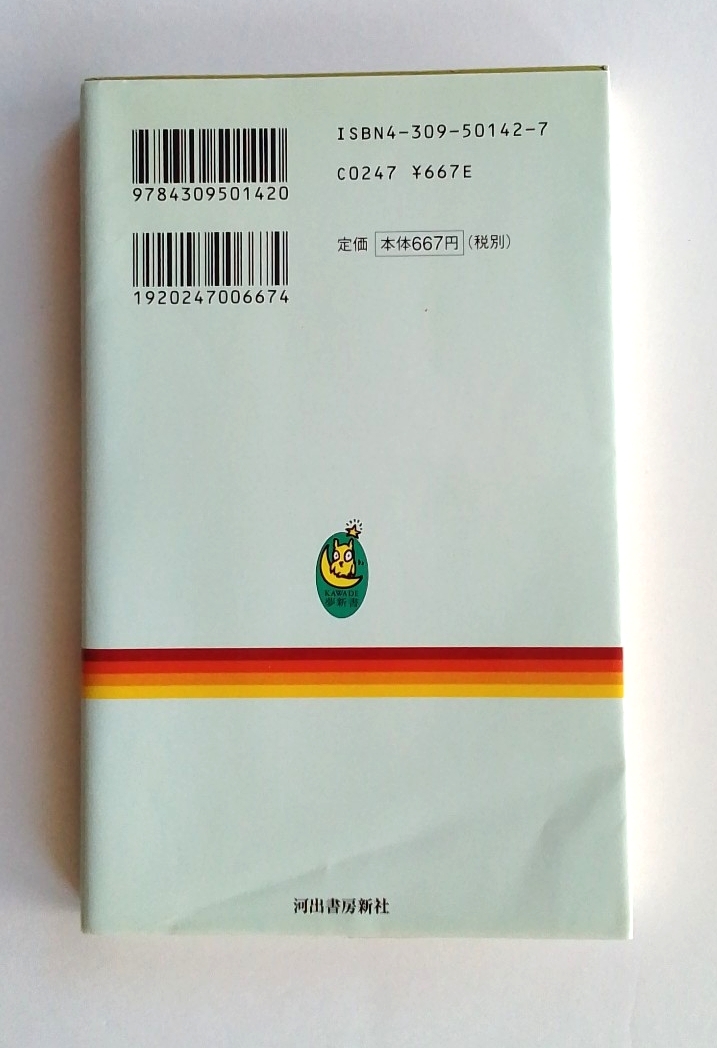 9784309501420
1920247006674
ISBN4-309-50142-7
C0247 ¥667E
定価 本体667円(税別)
KAWADE
夢新書
河出書房新社